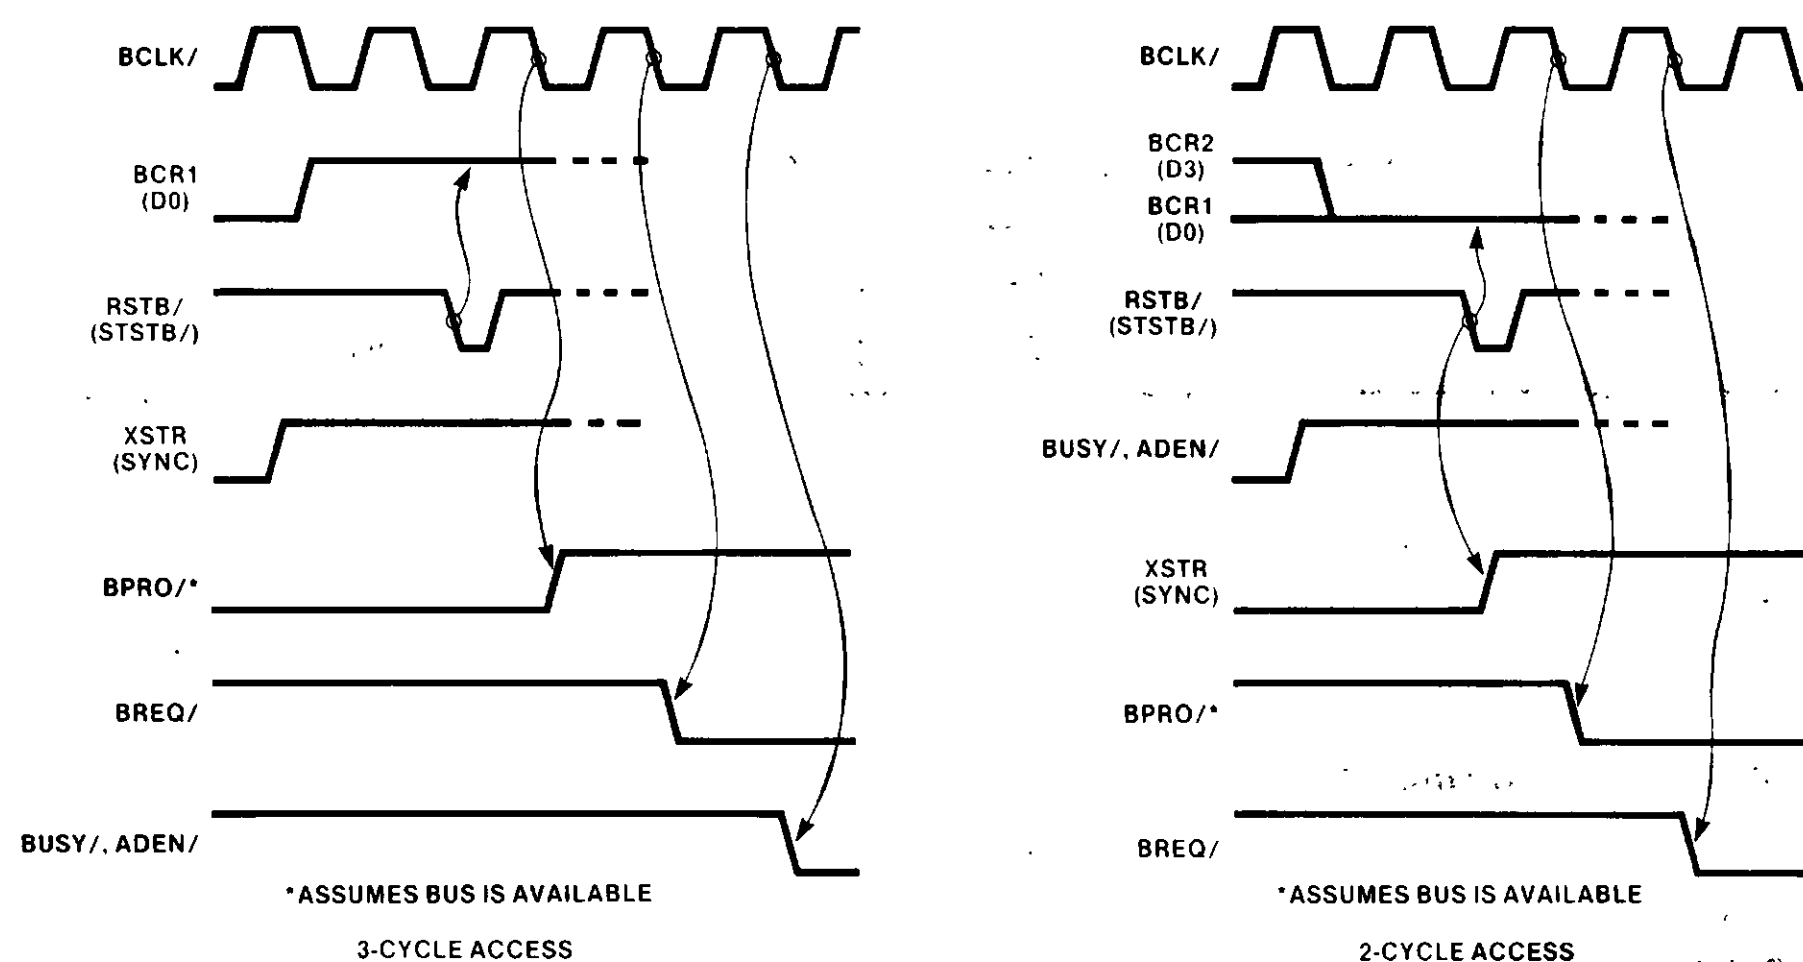 BCLK/
BCR1
(D0)
RSTB/
(STSTB/)
XSTR
(SYNC)
BPRO/*
BREQ/
BUSY/, ADEN/
*ASSUMES BUS IS AVAILABLE
3-CYCLE ACCESS
BCLK/
BCR2
(D3)
BCR1
(D0)
RSTB/
(STSTB/)
BUSY/, ADEN/
XSTR
(SYNC)
BPRO/*
BREQ/
*ASSUMES BUS IS AVAILABLE
2-CYCLE ACCESS